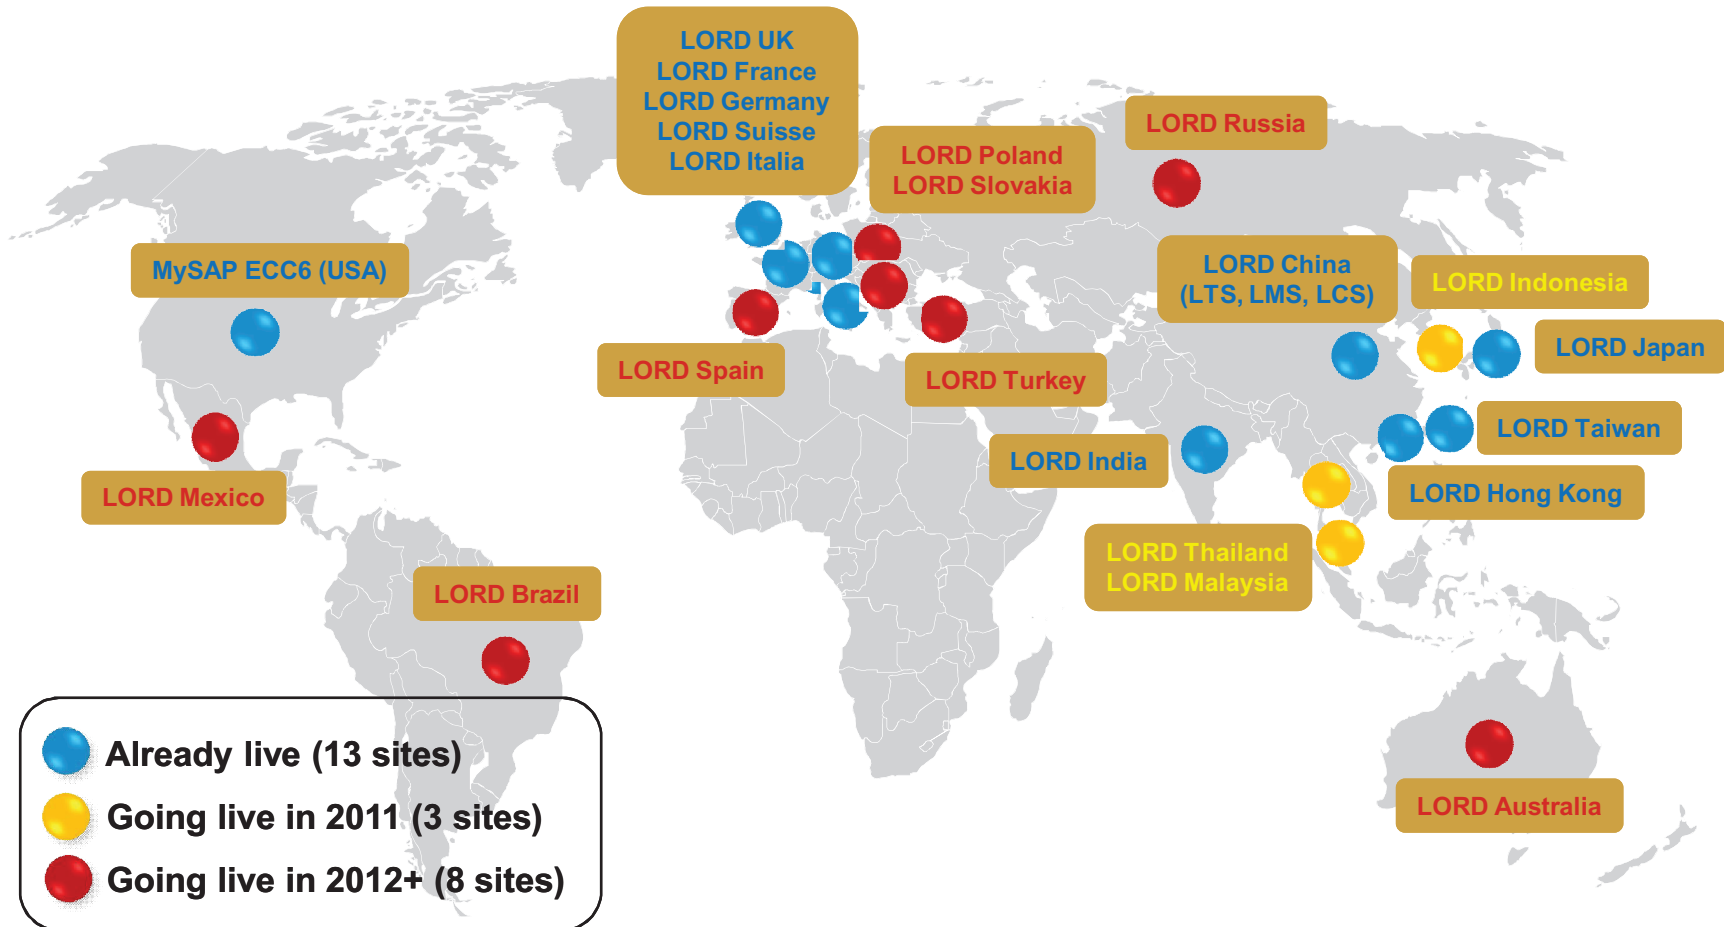 LORD UK
LORD France
LORD Germany
LORD Suisse
LORD Italia
LORD Russia
LORD Poland
LORD Slovakia
MySAP ECC6 (USA)
LORD China
(LTS, LMS, LCS)
LORD Indonesia
LORD Japan
LORD Spain
LORD Turkey
LORD Taiwan
LORD India
LORD Mexico
LORD Hong Kong
LORD Thailand
LORD Malaysia
LORD Brazil
Already live (13 sites)
Going live in 2011 (3 sites)
Going live in 2012+ (8 sites)
LORD Australia